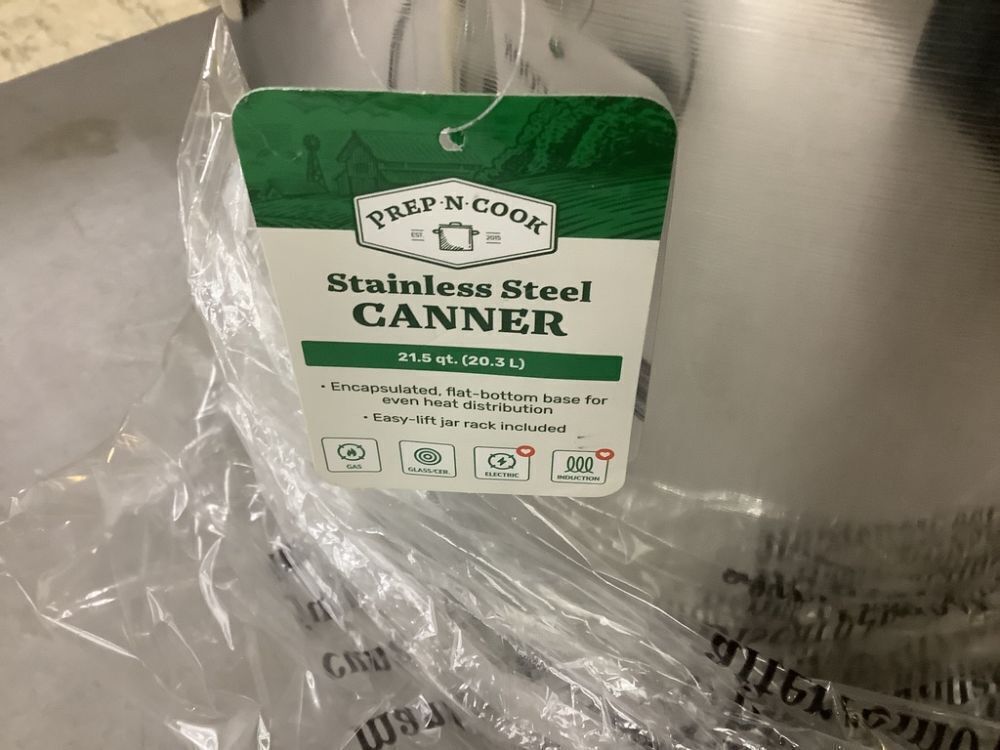 PREP·N·COOK
EST. 2015
Stainless Steel
CANNER
21.5 qt. (20.3 L)
• Encapsulated, flat-bottom base for
even heat distribution
• Easy-lift jar rack included
GAS
GLASS/CER.
ELECTRIC
INDUCTION